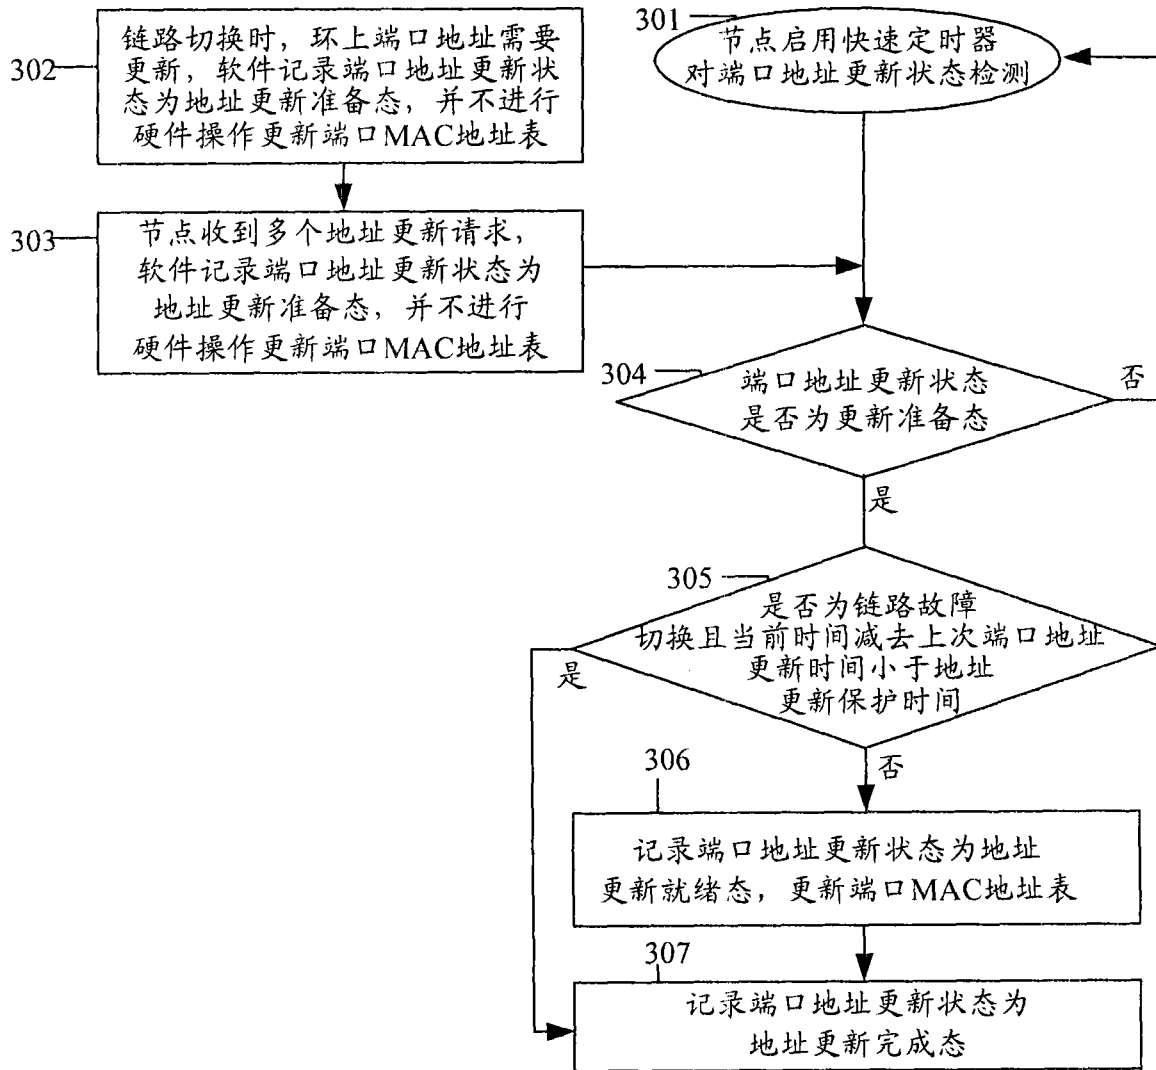 301
节点启用快速定时器
对端口地址更新状态检测
302
链路切换时，环上端口地址需要
更新，软件记录端口地址更新状
态为地址更新准备态，并不进行
硬件操作更新端口MAC地址表
303
节点收到多个地址更新请求，
软件记录端口地址更新状态为
地址更新准备态，并不进行
硬件操作更新端口MAC地址表
304
端口地址更新状态
是否为更新准备态
否
是
305
是否为链路故障
切换且当前时间减去上次端口地址
更新时间小于地址
更新保护时间
是
否
306
记录端口地址更新状态为地址
更新就绪态，更新端口MAC地址表
307
记录端口地址更新状态为
地址更新完成态